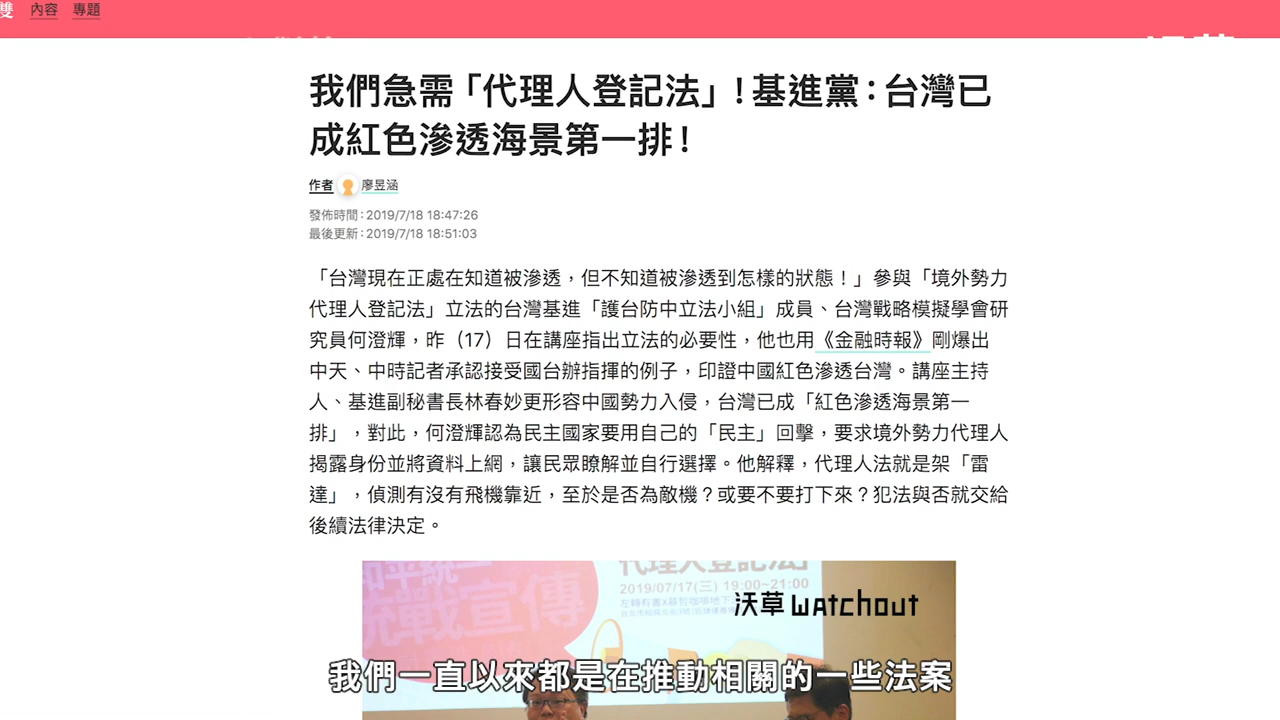 雙 內容 專題
我們急需「代理人登記法」!基進黨:台灣已
成紅色滲透海景第一排!
作者 廖昱涵
發佈時間:2019/7/18 18:47:26
最後更新:2019/7/18 18:51:03
「台灣現在正處在知道被滲透,但不知道被滲透到怎樣的狀態!」參與「境外勢力
代理人登記法」立法的台灣基進「護台防中立法小組」成員、台灣戰略模擬學會研
究員何澄輝,昨(17)日在講座指出立法的必要性,他也用《金融時報》剛爆出
中天、中時記者承認接受國台辦指揮的例子,印證中國紅色滲透台灣。講座主持
人、基進副秘書長林春妙更形容中國勢力入侵,台灣已成「紅色滲透海景第一
排」,對此,何澄輝認為民主國家要用自己的「民主」回擊,要求境外勢力代理人
揭露身份並將資料上網,讓民眾瞭解並自行選擇。他解釋,代理人法就是架「雷
達」,偵測有沒有飛機靠近,至於是否為敵機?或要不要打下來?犯法與否就交給
後續法律決定。
和平統一
統戰宣傳
代理人登記法」
2019/07/17(三) 19:00~21:00
沃草 watchout
我們一直以來都是在推動相關的一些法案